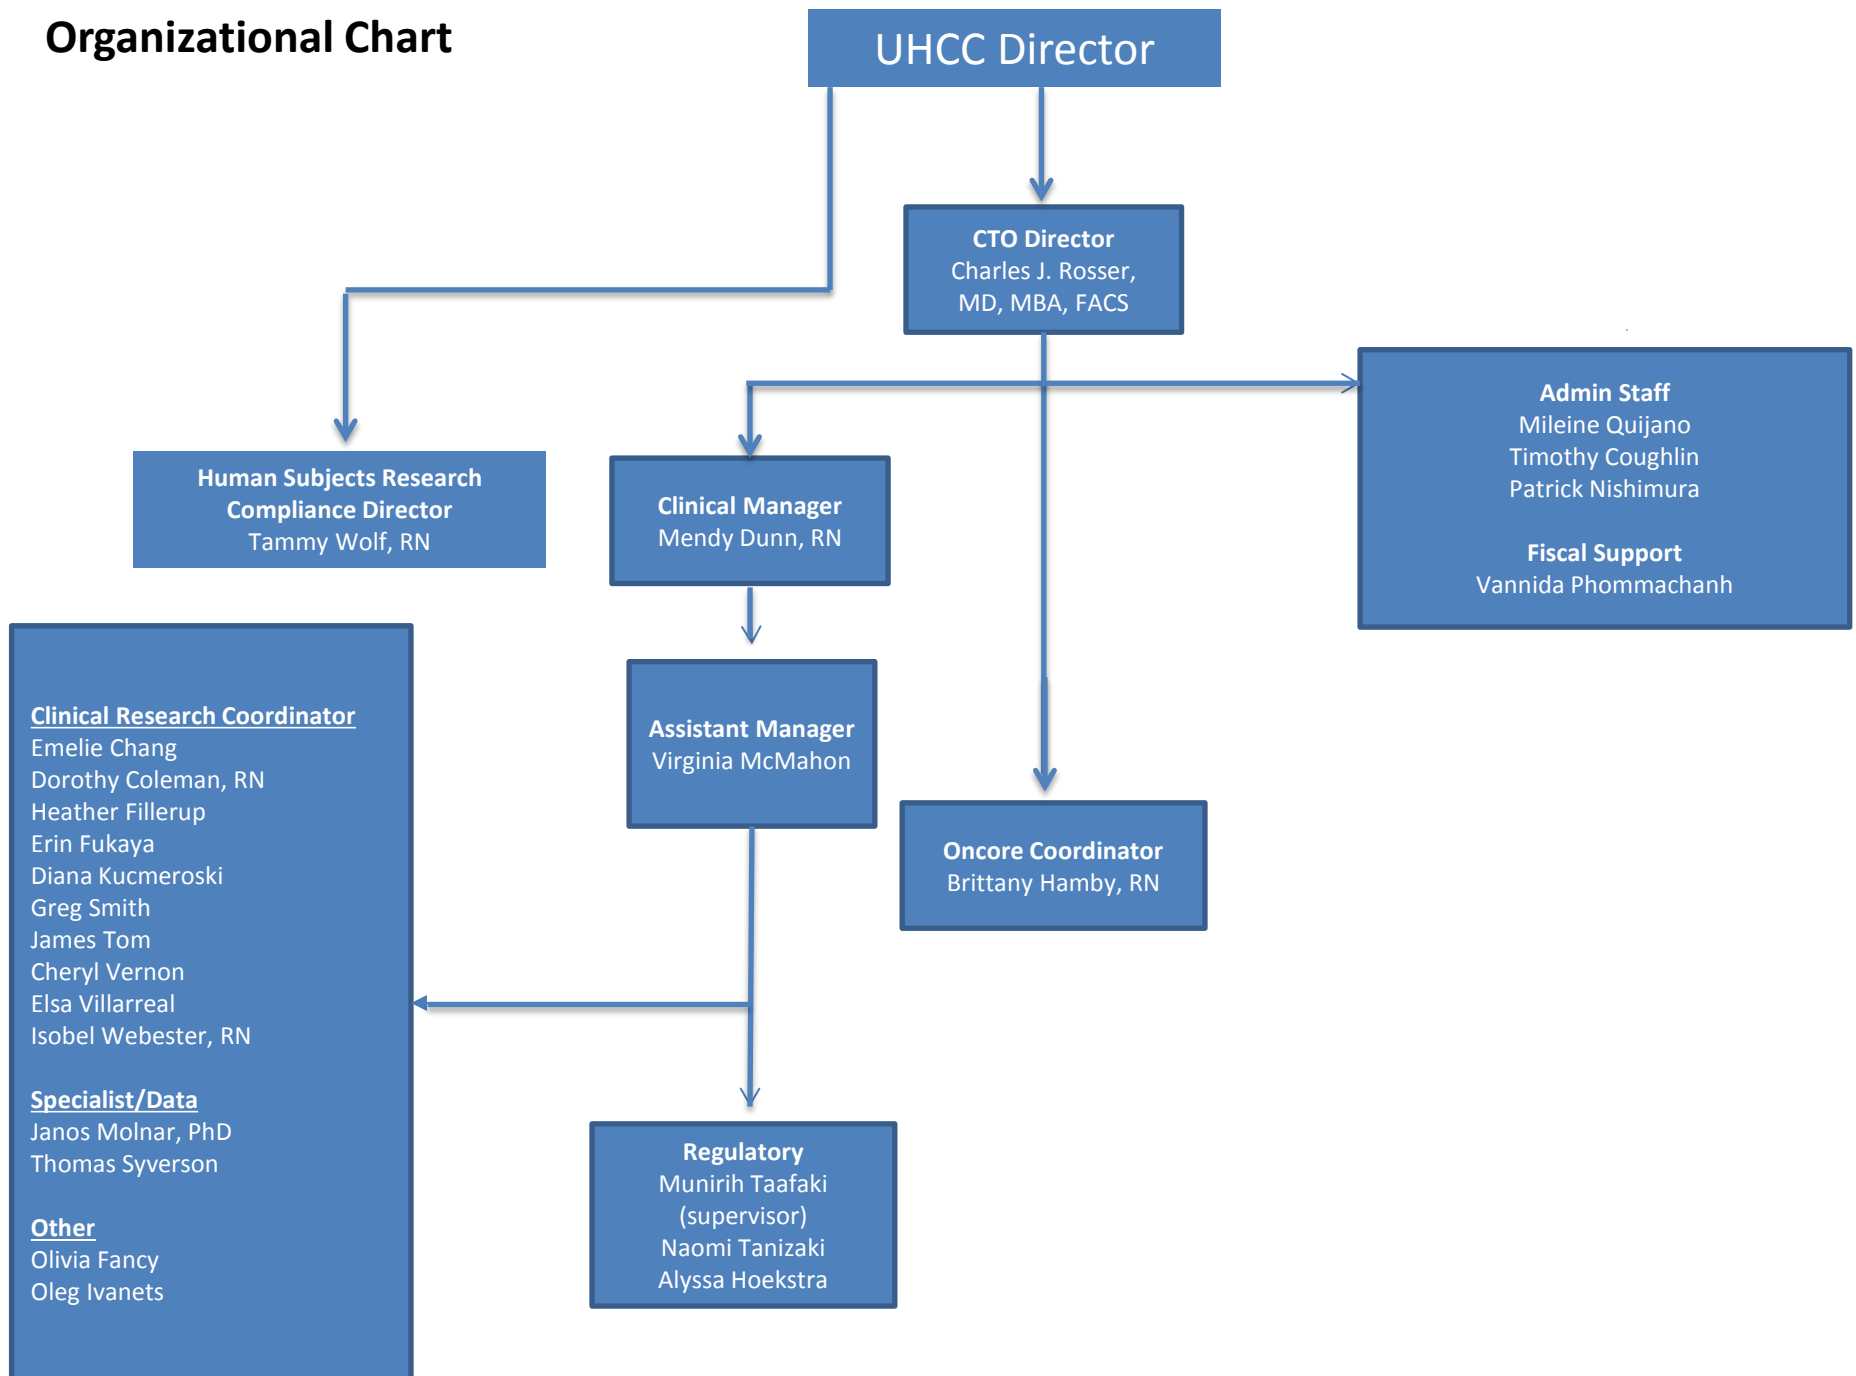 Organizational Chart
UHCC Director
CTO Director
Charles J. Rosser,
MD, MBA, FACS
Admin Staff
Mileine Quijano
Timothy Coughlin
Patrick Nishimura
Fiscal Support
Vannida Phommachanh
Human Subjects Research
Compliance Director
Tammy Wolf, RN
Clinical Manager
Mendy Dunn, RN
Assistant Manager
Virginia McMahon
Oncore Coordinator
Brittany Hamby, RN
Clinical Research Coordinator
Emelie Chang
Dorothy Coleman, RN
Heather Fillerup
Erin Fukaya
Diana Kucmeroski
Greg Smith
James Tom
Cheryl Vernon
Elsa Villarreal
Isobel Webester, RN
Specialist/Data
Janos Molnar, PhD
Thomas Syverson
Other
Olivia Fancy
Oleg Ivanets
Regulatory
Munirih Taafaki
(supervisor)
Naomi Tanizaki
Alyssa Hoekstra